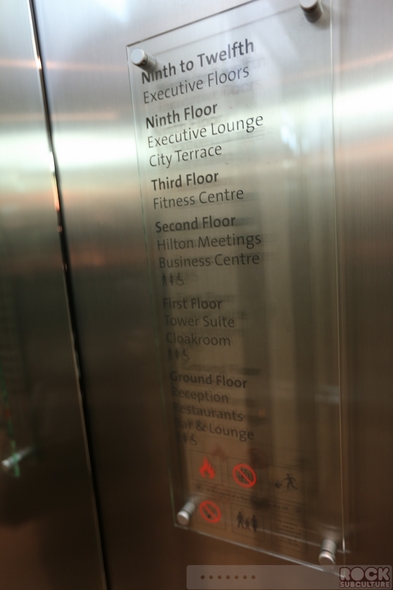 Ninth to Twelfth
Executive Floors
Ninth Floor
Executive Lounge
City Terrace
Third Floor
Fitness Centre
Second Floor
Hilton Meetings
Business Centre
First Floor
Tower Suite
Cloakroom
Ground Floor
Reception
Restaurants
Bar & Lounge
ROCK
SUBCULTURE